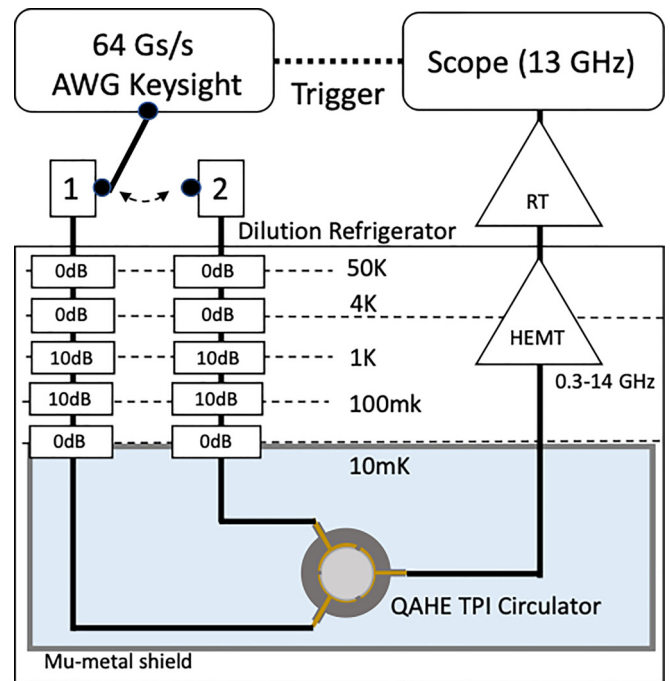 64 Gs/s
AWG Keysight
Trigger
Scope (13 GHz)
1
2
RT
Dilution Refrigerator
0dB
0dB
50K
0dB
0dB
4K
HEMT
10dB
10dB
1K
0.3-14 GHz
10dB
10dB
100mk
0dB
0dB
10mK
QAHE TPI Circulator
Mu-metal shield